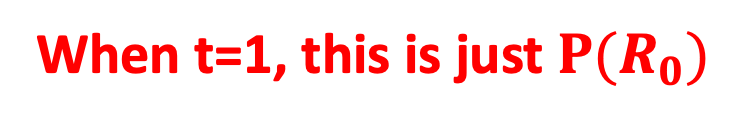 When t=1, this is just P(R₀)